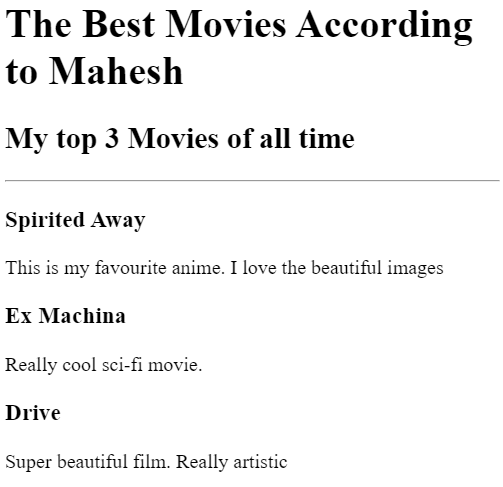 The Best Movies According
to Mahesh
My top 3 Movies of all time
Spirited Away
This is my favourite anime. I love the beautiful images
Ex Machina
Really cool sci-fi movie.
Drive
Super beautiful film. Really artistic